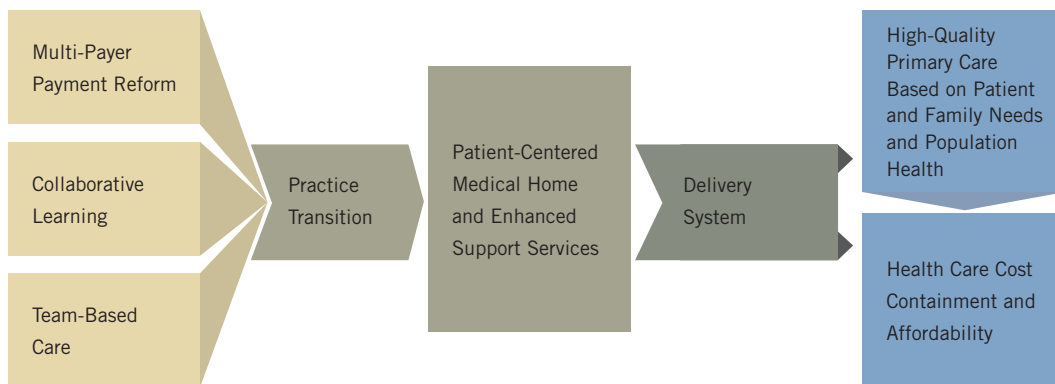 Multi-Payer
Payment Reform
Collaborative
Learning
Team-Based
Care
Practice
Transition
Patient-Centered
Medical Home
and Enhanced
Support Services
Delivery
System
High-Quality
Primary Care
Based on Patient
and Family Needs
and Population
Health
Health Care Cost
Containment and
Affordability